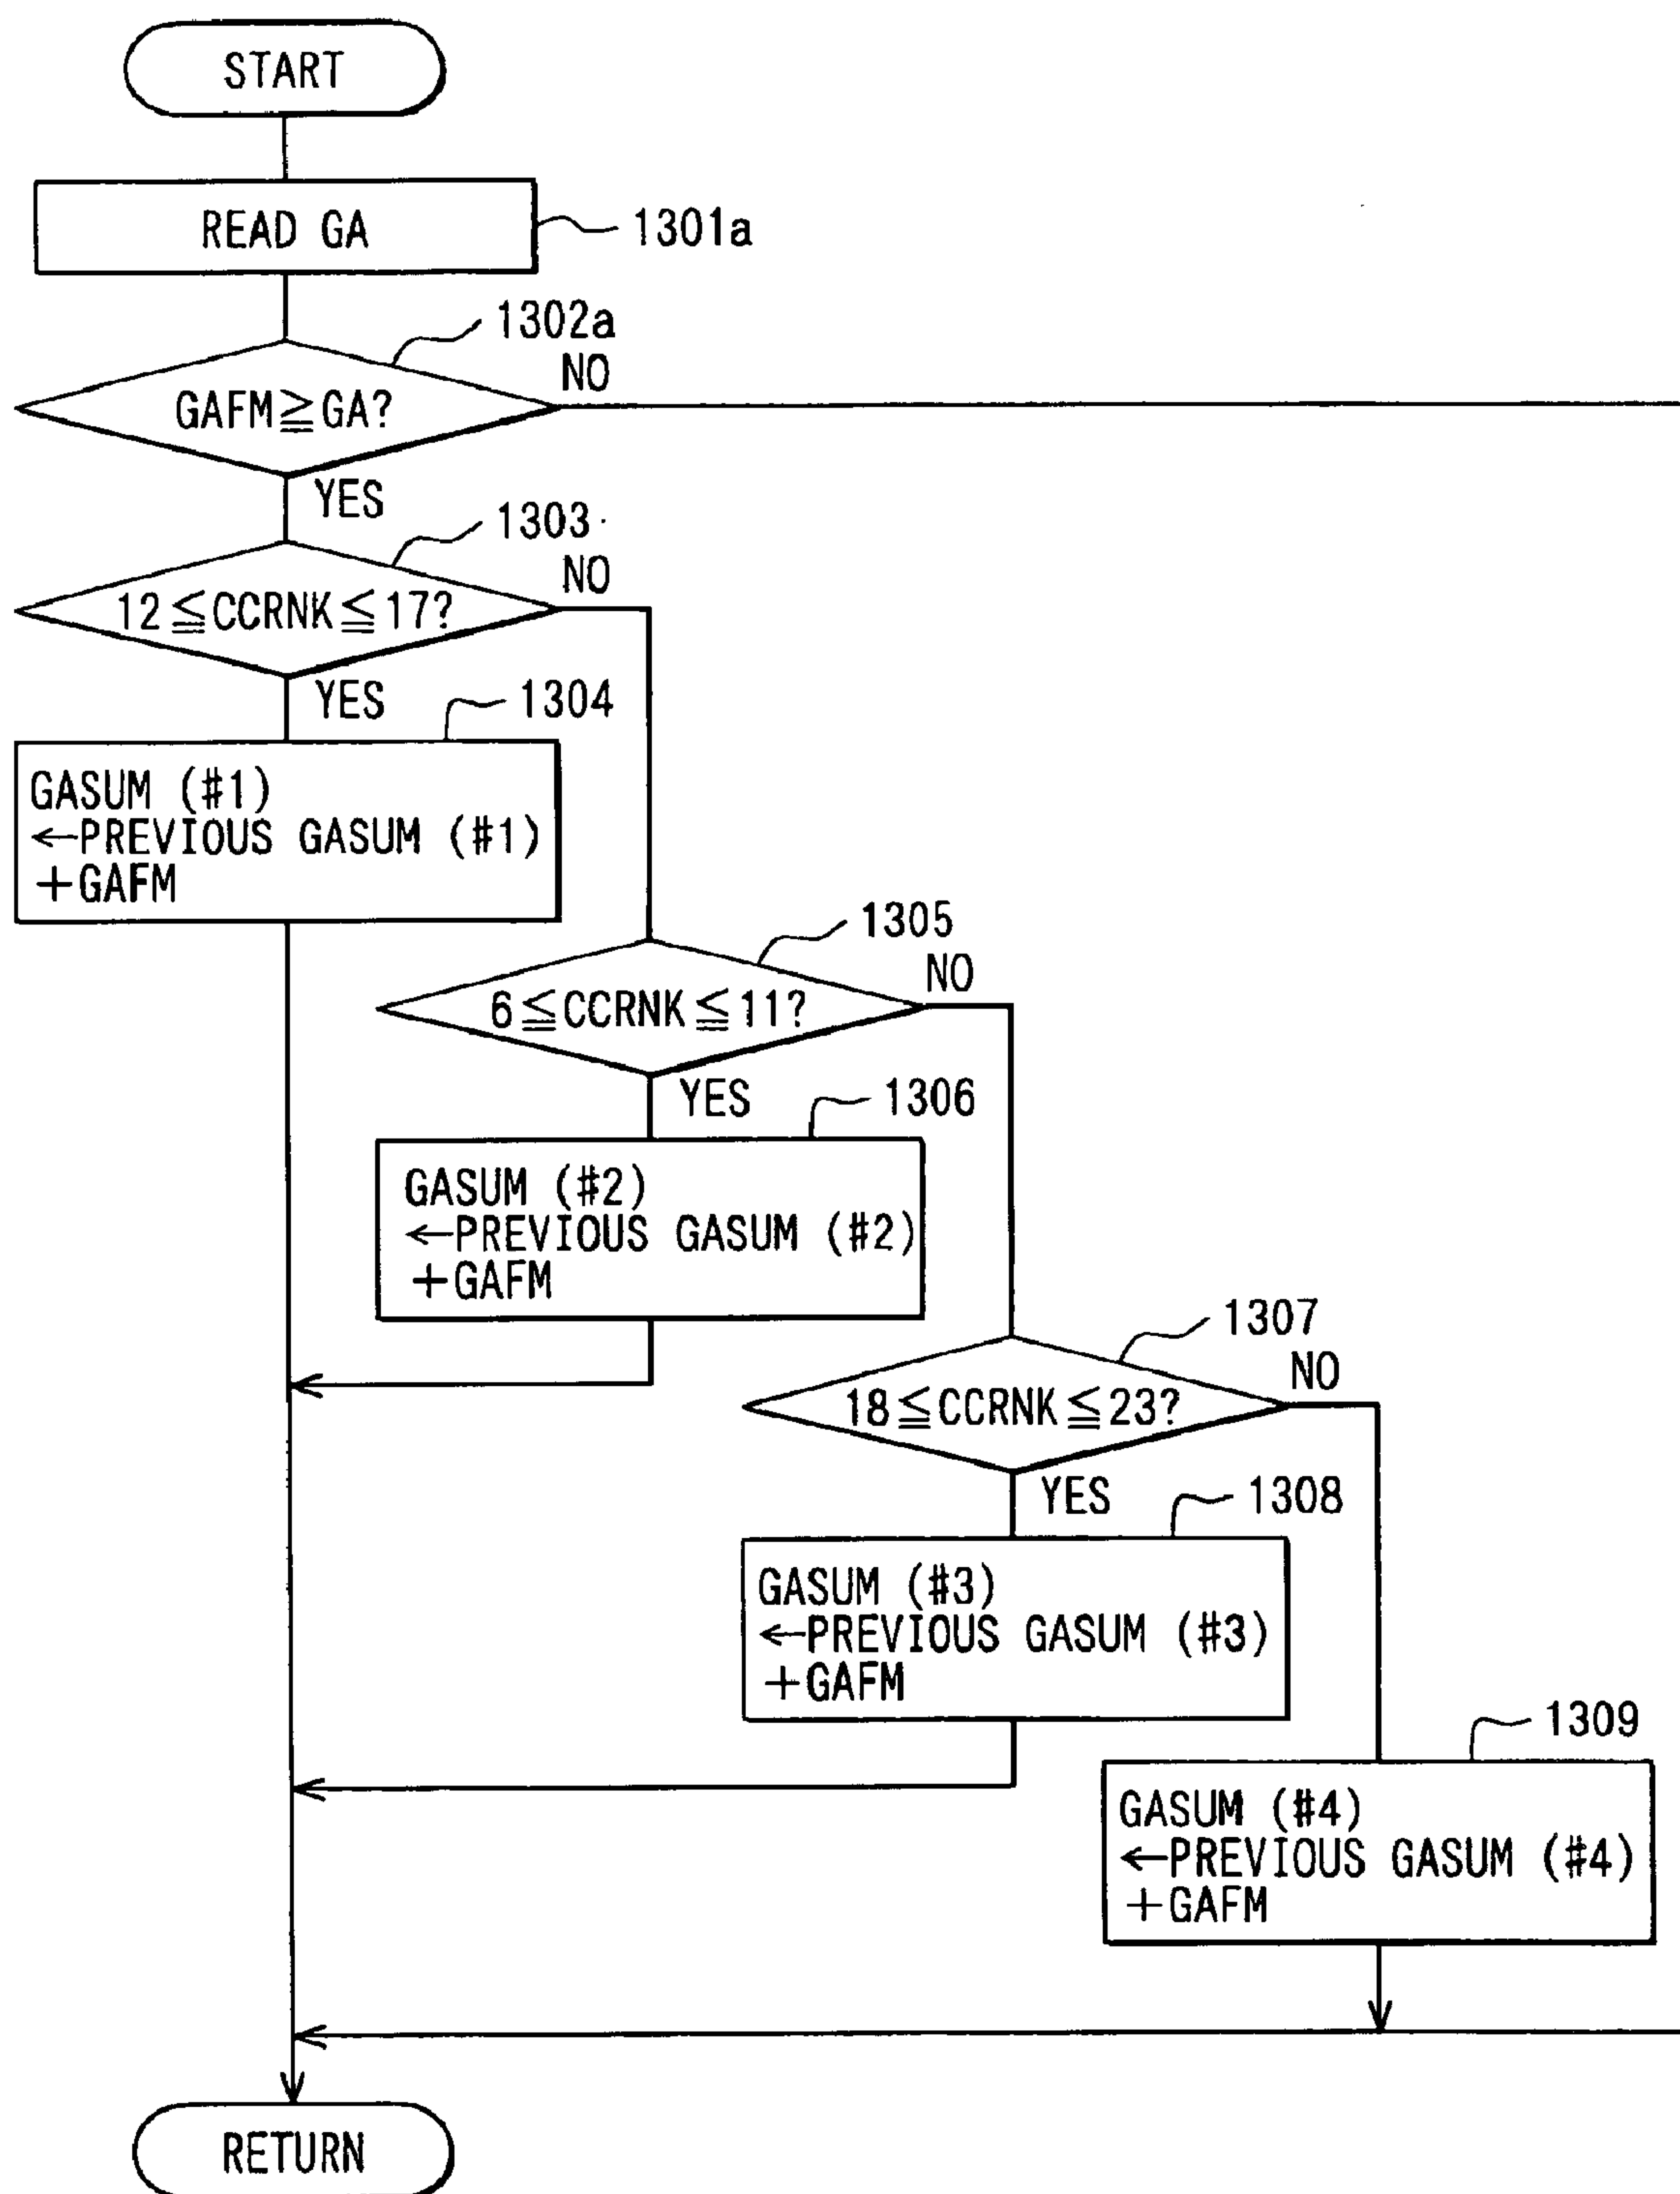 START
READ GA
1301a
1302a
GAFM≧GA?
NO
YES
1303
12≦CCRNK≦17?
NO
YES
1304
GASUM (#1)
←PREVIOUS GASUM (#1)
+GAFM
1305
6≦CCRNK≦11?
NO
YES
1306
GASUM (#2)
←PREVIOUS GASUM (#2)
+GAFM
1307
18≦CCRNK≦23?
NO
YES
1308
GASUM (#3)
←PREVIOUS GASUM (#3)
+GAFM
1309
GASUM (#4)
←PREVIOUS GASUM (#4)
+GAFM
RETURN